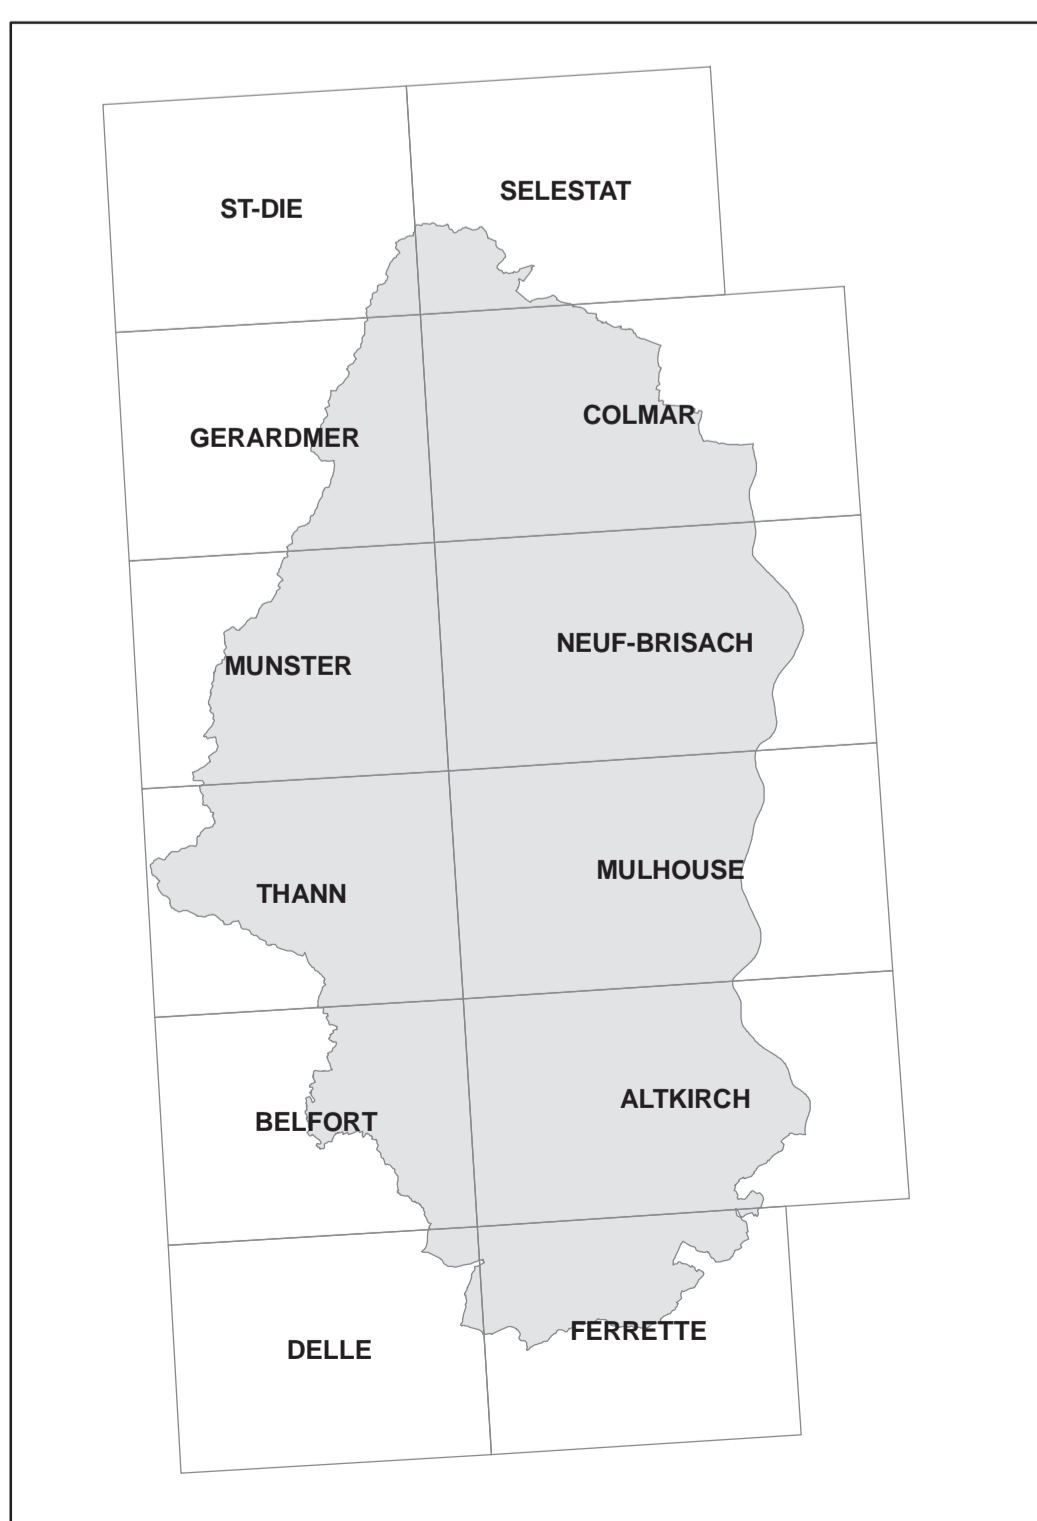 ST-DIE
SELESTAT
GERARDMER
COLMAR
MUNSTER
NEUF-BRISACH
THANN
MULHOUSE
BELFORT
ALTKIRCH
DELLE
FERRETTE